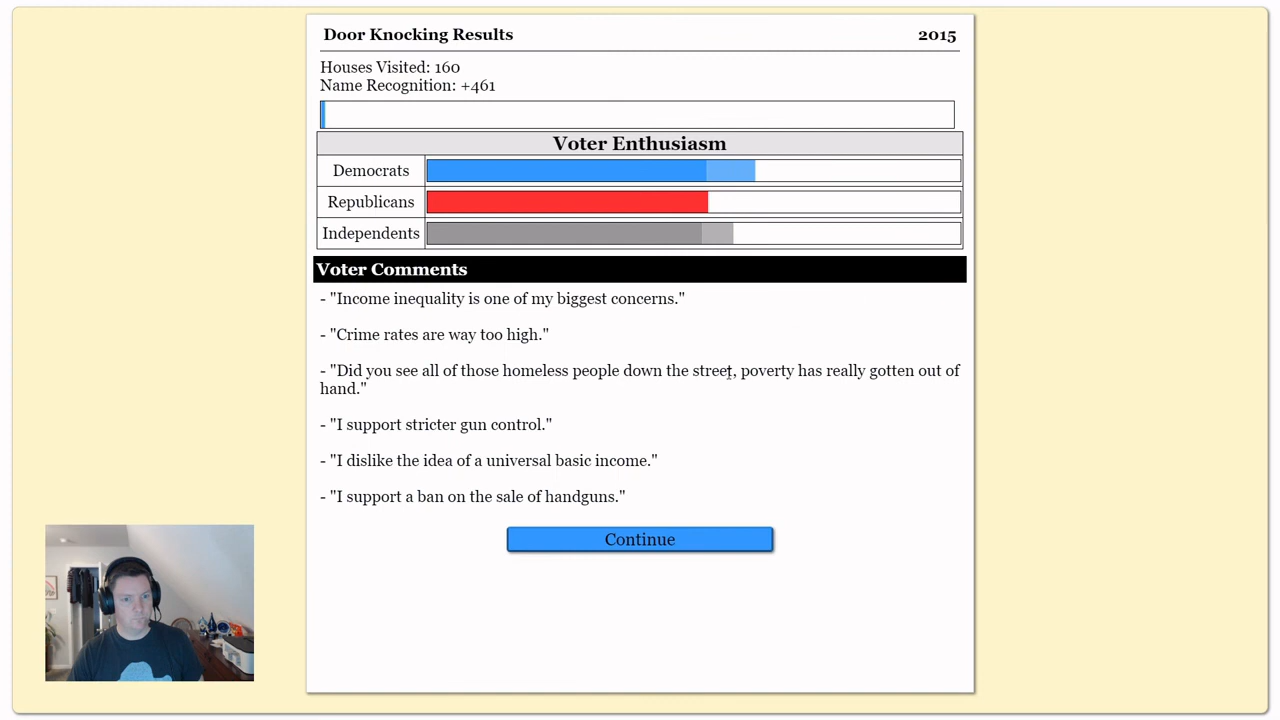 Door Knocking Results 2015
Houses Visited: 160
Name Recognition: +461
Voter Enthusiasm
Democrats
Republicans
Independents
Voter Comments
- "Income inequality is one of my biggest concerns."
- "Crime rates are way too high."
- "Did you see all of those homeless people down the street, poverty has really gotten out of
hand."
- "I support stricter gun control."
- "I dislike the idea of a universal basic income."
- "I support a ban on the sale of handguns."
Continue